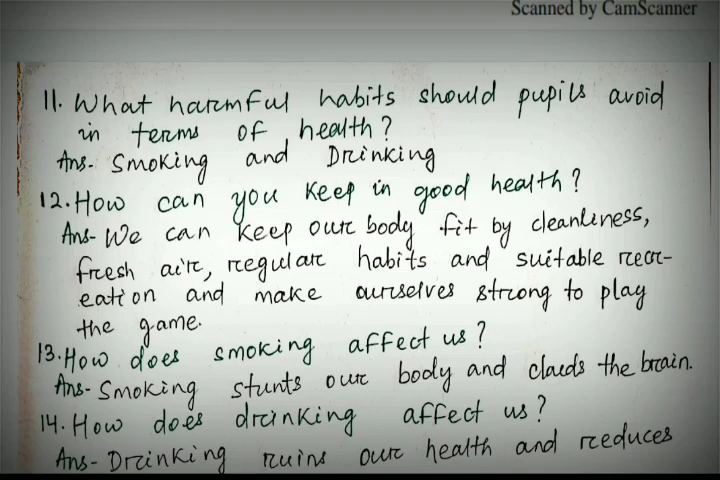 Scanned by CamScanner
11. What harmful habits should pupils avoid
in terms of health?
Ans. Smoking and Drinking
12. How can you keep in good health?
Ans- We can keep our body fit by cleanliness,
fresh air, regular habits and suitable recr-
eation and make ourselves strong to play
the game.
13. How does smoking affect us?
Ans- Smoking stunts our body and clouds the brain.
14. How does drinking affect us?
Ans- Drinking ruins our health and reduces